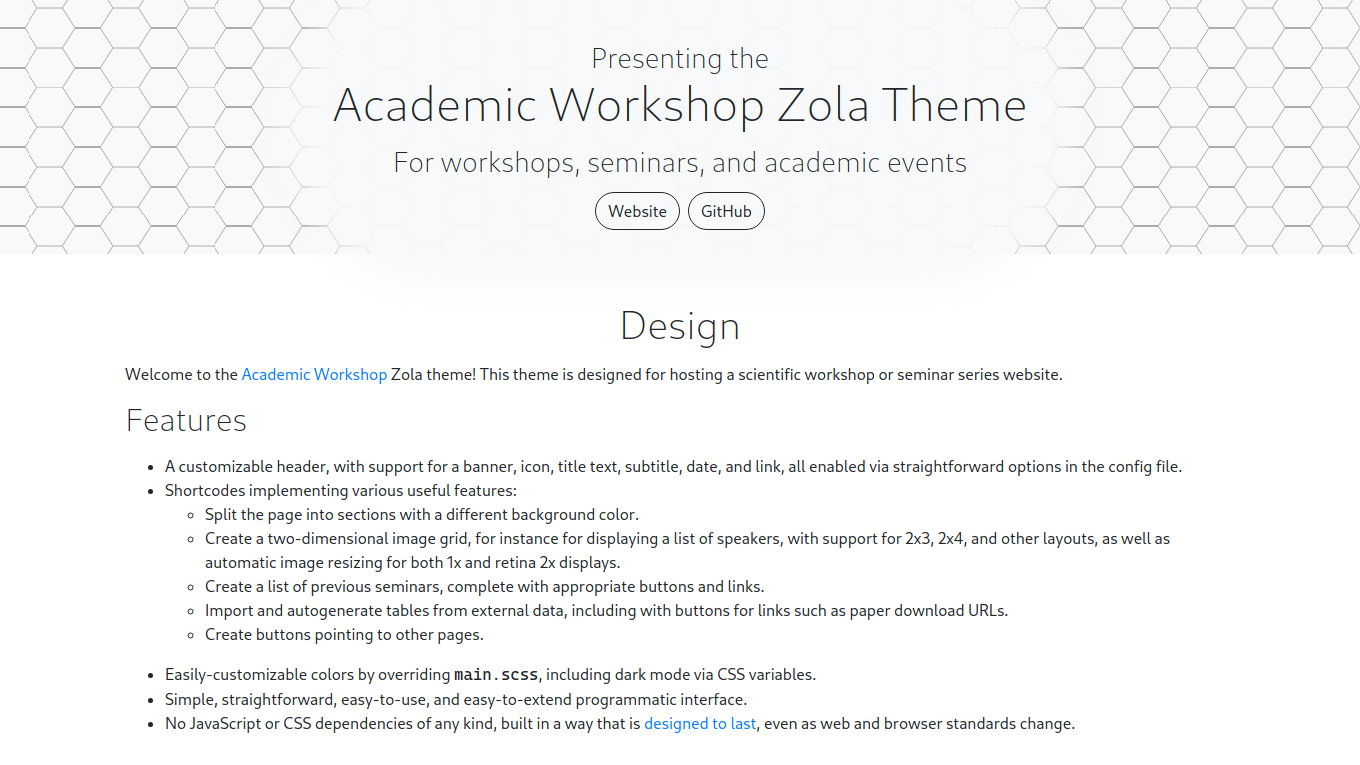 Presenting the
Academic Workshop Zola Theme
For workshops, seminars, and academic events
Website GitHub
Design
Welcome to the Academic Workshop Zola theme! This theme is designed for hosting a scientific workshop or seminar series website.
Features
• A customizable header, with support for a banner, icon, title text, subtitle, date, and link, all enabled via straightforward options in the config file.
• Shortcodes implementing various useful features:
◦ Split the page into sections with a different background color.
◦ Create a two-dimensional image grid, for instance for displaying a list of speakers, with support for 2x3, 2x4, and other layouts, as well as
automatic image resizing for both 1x and retina 2x displays.
◦ Create a list of previous seminars, complete with appropriate buttons and links.
◦ Import and autogenerate tables from external data, including with buttons for links such as paper download URLs.
◦ Create buttons pointing to other pages.
• Easily-customizable colors by overriding main.scss, including dark mode via CSS variables.
• Simple, straightforward, easy-to-use, and easy-to-extend programmatic interface.
• No JavaScript or CSS dependencies of any kind, built in a way that is designed to last, even as web and browser standards change.